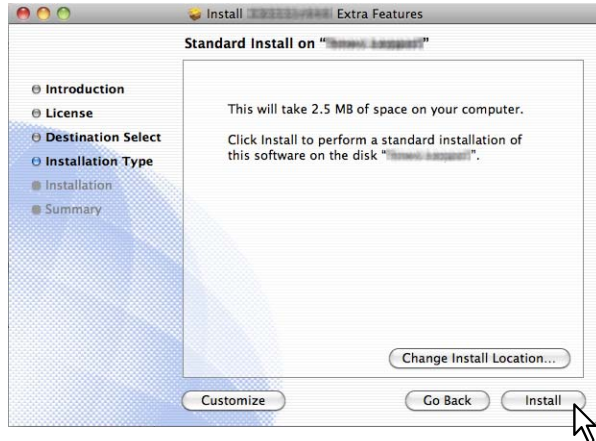 Install Extra Features
Standard Install on “ ”
Introduction
License
Destination Select
Installation Type
Installation
Summary
This will take 2.5 MB of space on your computer.
Click Install to perform a standard installation of
this software on the disk “ ”.
Change Install Location...
Customize
Go Back
Install